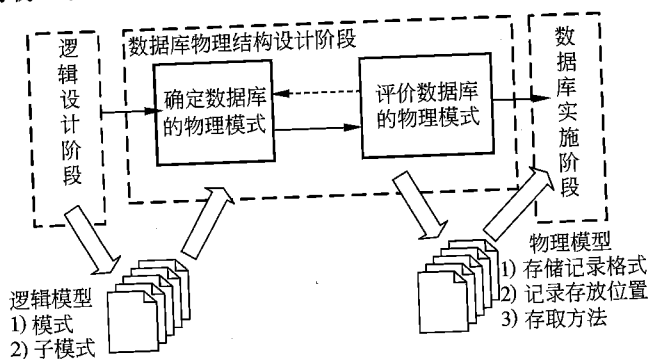 逻辑设计阶段
数据库物理结构设计阶段
确定数据库
的物理模式
评价数据库
的物理模式
数据库实施阶段
逻辑模型
1) 模式
2) 子模式
物理模型
1) 存储记录格式
2) 记录存放位置
3) 存取方法